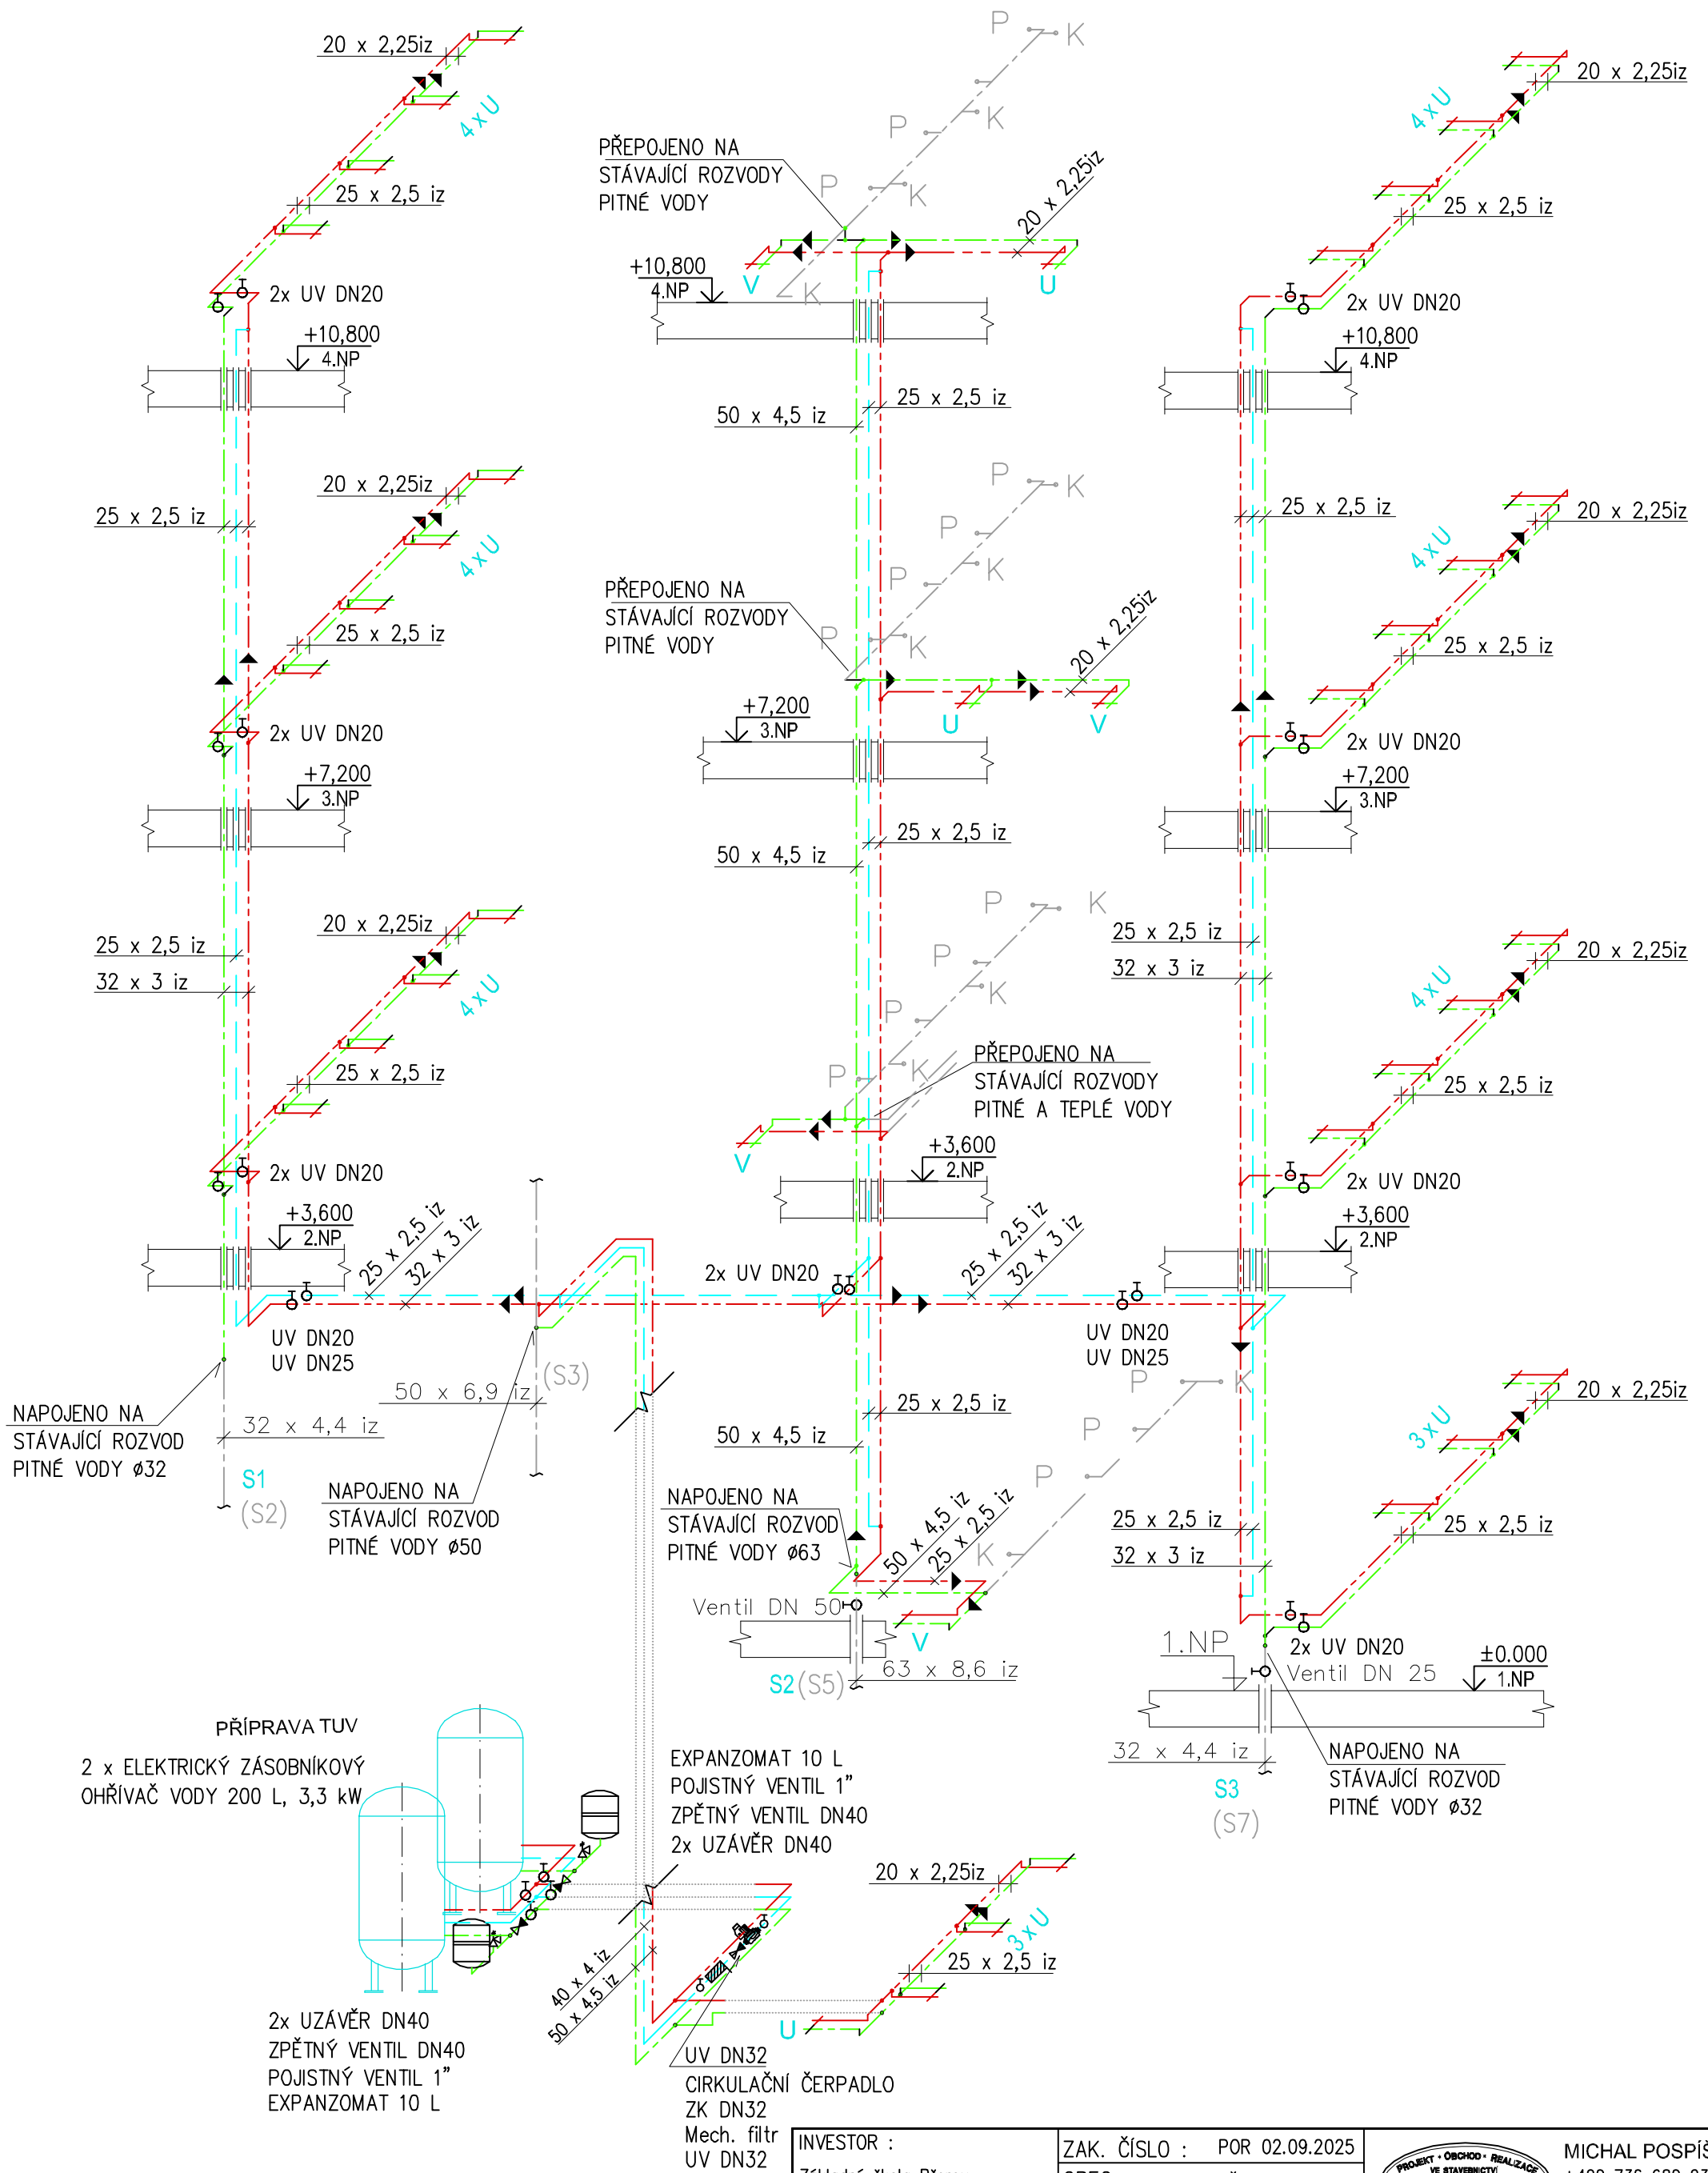 20 x 2,25iz
4xU
25 x 2,5 iz
2x UV DN20
+10,800
4.NP
25 x 2,5 iz
20 x 2,25iz
4xU
25 x 2,5 iz
2x UV DN20
+7,200
3.NP
25 x 2,5 iz
32 x 3 iz
20 x 2,25iz
4xU
25 x 2,5 iz
2x UV DN20
+3,600
2.NP
25 x 2,5 iz
32 x 3 iz
UV DN20
UV DN25
NAPOJENO NA
STÁVAJÍCÍ ROZVOD
PITNÉ VODY ø32
32 x 4,4 iz
S1
(S2)
50 x 6,9 iz
(S3)
NAPOJENO NA
STÁVAJÍCÍ ROZVOD
PITNÉ VODY ø50
P
K
P
K
P
K
P
K
PŘEPOJENO NA
STÁVAJÍCÍ ROZVODY
PITNÉ VODY
20 x 2,25iz
V
U
+10,800
4.NP
25 x 2,5 iz
50 x 4,5 iz
P
K
P
K
P
P
K
PŘEPOJENO NA
STÁVAJÍCÍ ROZVODY
PITNÉ VODY
20 x 2,25iz
U
V
+7,200
3.NP
25 x 2,5 iz
50 x 4,5 iz
P
K
P
K
P
P
K
PŘEPOJENO NA
STÁVAJÍCÍ ROZVODY
PITNÉ A TEPLÉ VODY
V
+3,600
2.NP
2x UV DN20
25 x 2,5 iz
32 x 3 iz
UV DN20
UV DN25
25 x 2,5 iz
50 x 4,5 iz
P
K
P
P
K
NAPOJENO NA
STÁVAJÍCÍ ROZVOD
PITNÉ VODY ø63
50 x 4,5 iz
25 x 2,5 iz
Ventil DN 50
V
S2
(S5)
63 x 8,6 iz
20 x 2,25iz
4xU
25 x 2,5 iz
2x UV DN20
+10,800
4.NP
25 x 2,5 iz
20 x 2,25iz
4xU
25 x 2,5 iz
2x UV DN20
+7,200
3.NP
25 x 2,5 iz
32 x 3 iz
20 x 2,25iz
4xU
25 x 2,5 iz
2x UV DN20
+3,600
2.NP
20 x 2,25iz
3xU
25 x 2,5 iz
25 x 2,5 iz
32 x 3 iz
1.NP
2x UV DN20
Ventil DN 25
±0.000
1.NP
32 x 4,4 iz
S3
(S7)
NAPOJENO NA
STÁVAJÍCÍ ROZVOD
PITNÉ VODY ø32
PŘÍPRAVA TUV
2 x ELEKTRICKÝ ZÁSOBNÍKOVÝ
OHŘÍVAČ VODY 200 L, 3,3 kW
EXPANZOMAT 10 L
POJISTNÝ VENTIL 1”
ZPĚTNÝ VENTIL DN40
2x UZÁVĚR DN40
40 x 4 iz
50 x 4,5 iz
20 x 2,25iz
3xU
25 x 2,5 iz
U
2x UZÁVĚR DN40
ZPĚTNÝ VENTIL DN40
POJISTNÝ VENTIL 1”
EXPANZOMAT 10 L
UV DN32
CIRKULAČNÍ ČERPADLO
ZK DN32
Mech. filtr
UV DN32
INVESTOR :
ZAK. ČÍSLO :
POR 02.09.2025
PROJEKT · OBCHOD · REALIZACE
VE STAVEBNICTVÍ